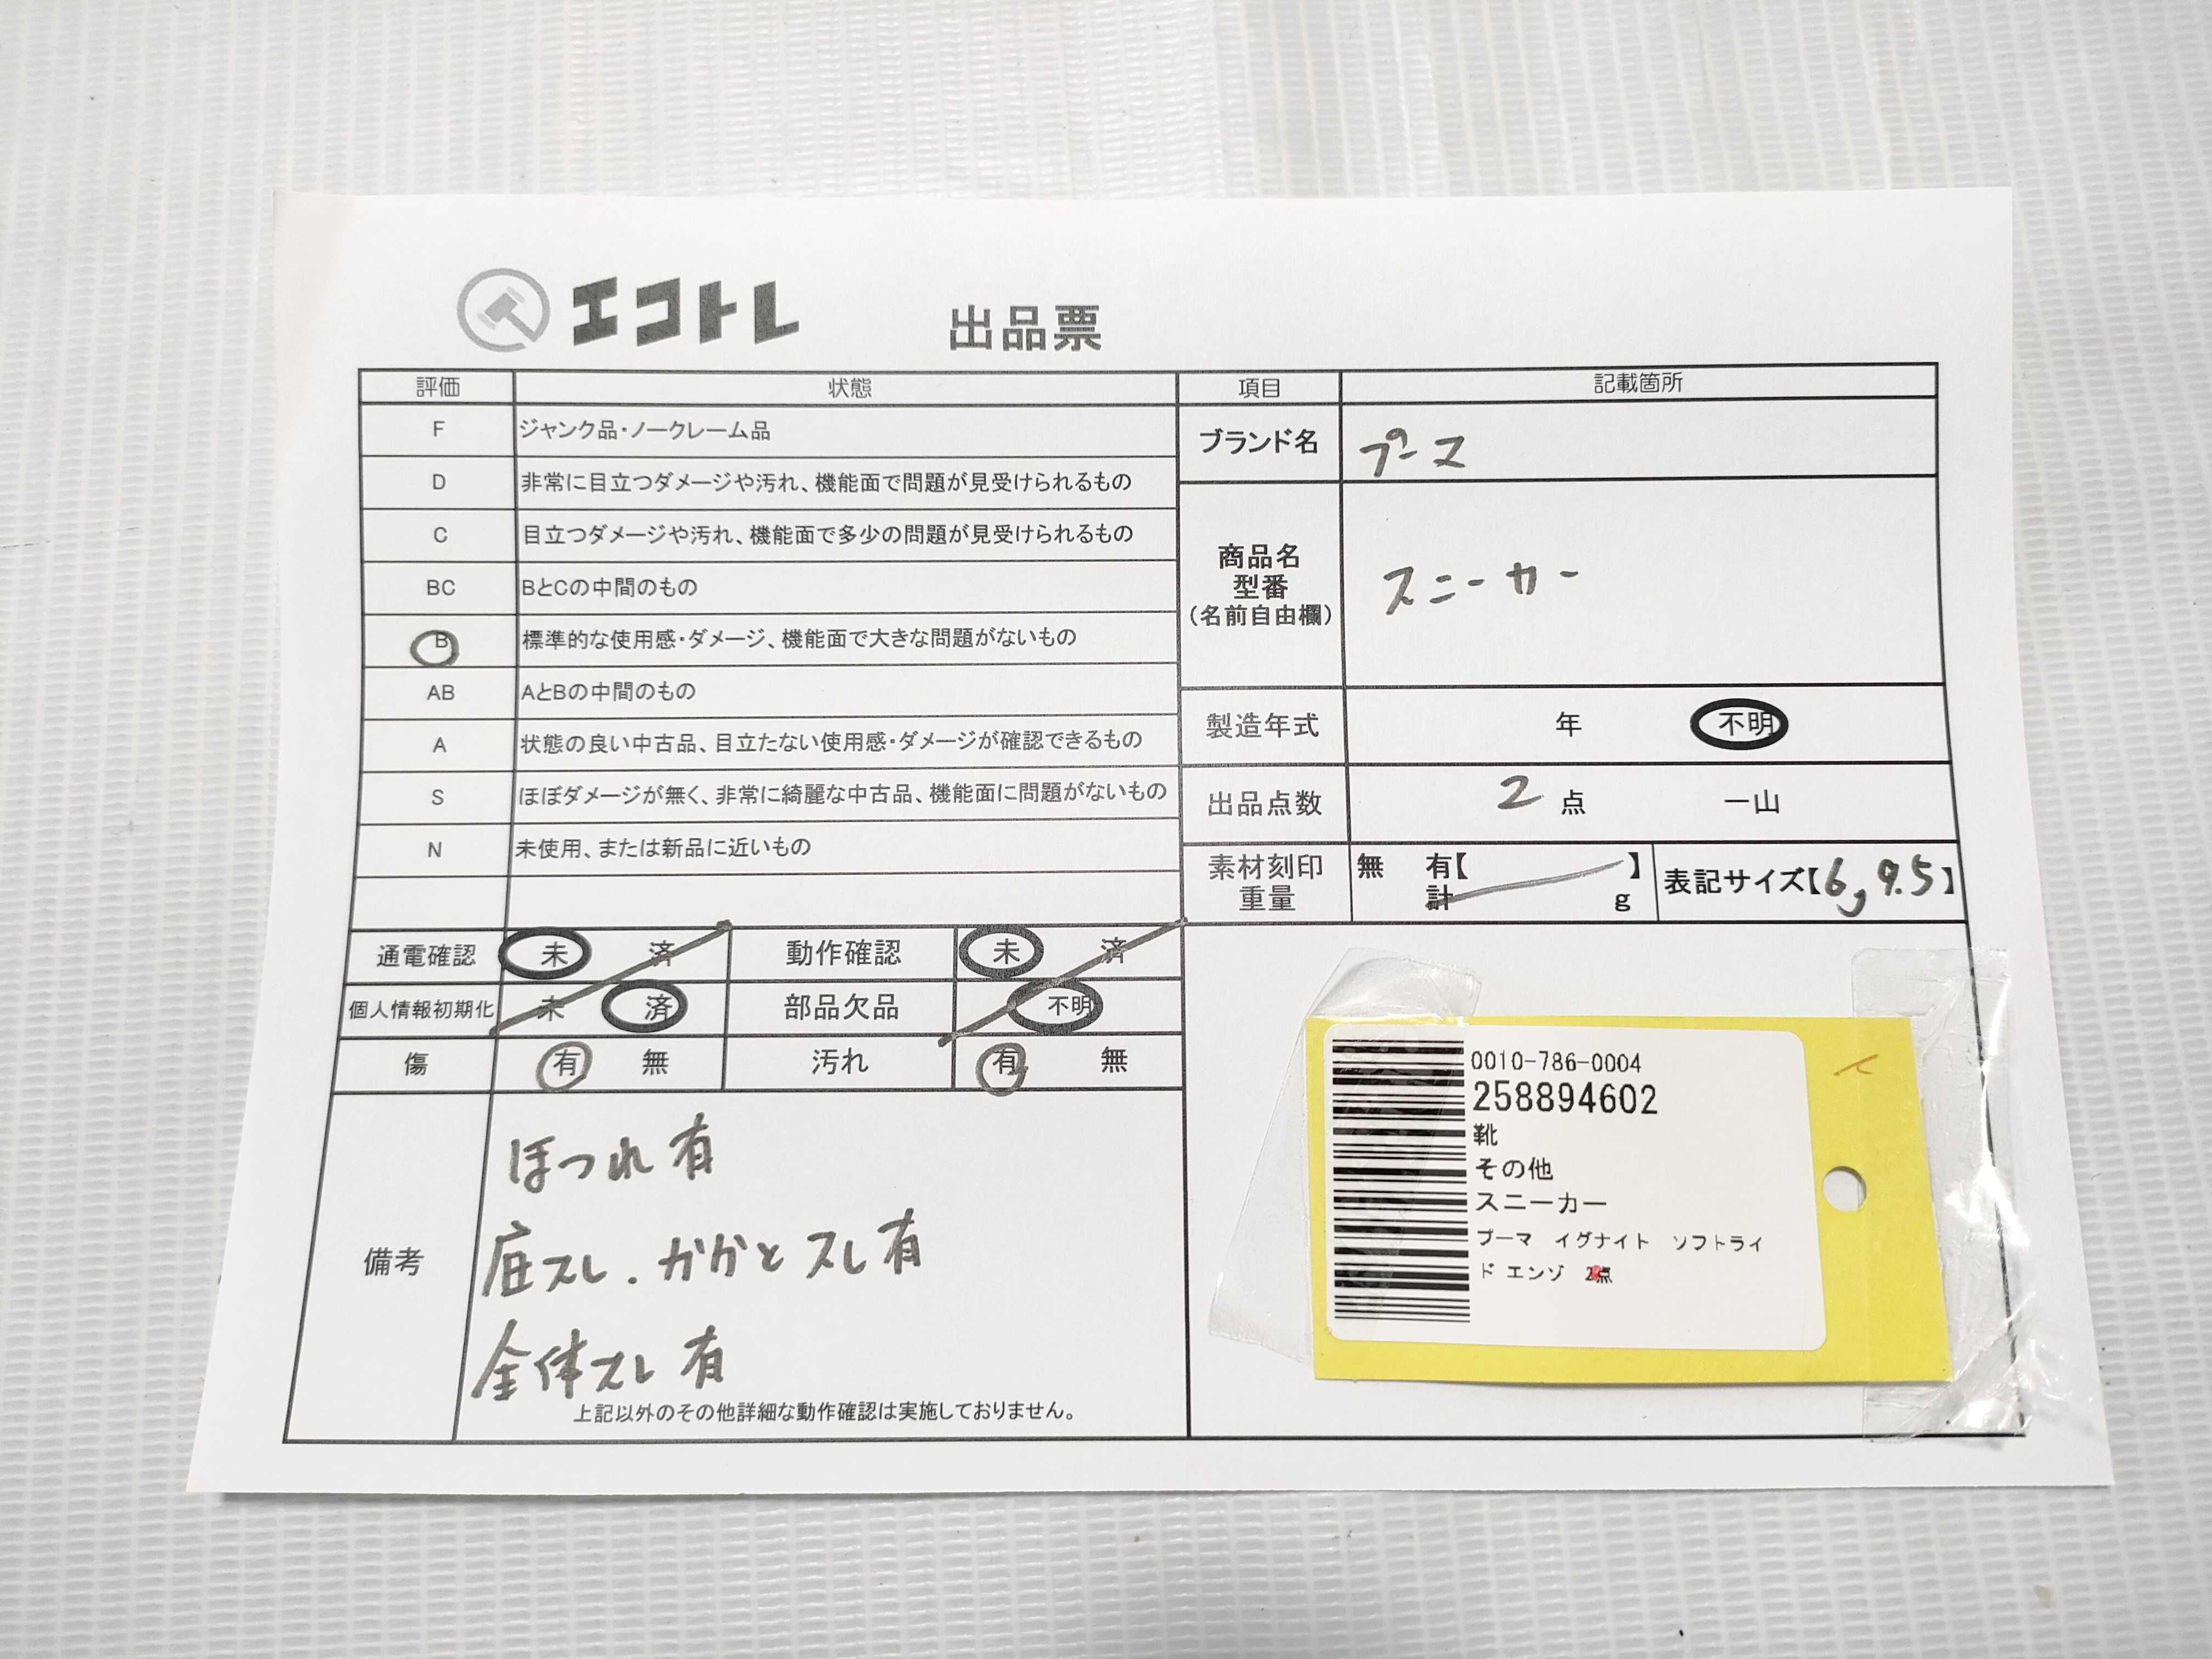 エコトレ 出品票
評価 状態
F ジャンク品・ノークレーム品
D 非常に目立つダメージや汚れ、機能面で問題が見受けられるもの
C 目立つダメージや汚れ、機能面で多少の問題が見受けられるもの
BC BとCの中間のもの
B 標準的な使用感・ダメージ、機能面で大きな問題がないもの
AB AとBの中間のもの
A 状態の良い中古品、目立たない使用感・ダメージが確認できるもの
S ほぼダメージが無く、非常に綺麗な中古品、機能面に問題がないもの
N 未使用、または新品に近いもの
項目 記載箇所
ブランド名 プーマ
商品名
型番
(名前自由欄)
スニーカー
製造年式 年 不明
出品点数 2 点 一山
素材刻印 無 有【 】
重量 計 g
表記サイズ【6, 9.5】
通電確認 未 済 動作確認 未 済
個人情報初期化 未 済 部品欠品 不明
傷 有 無 汚れ 有 無
備考
ほつれ 有
底スレ.かかとスレ有
全体スレ 有
上記以外のその他詳細な動作確認は実施しておりません。
0010-786-0004
258894602
靴
その他
スニーカー
プーマ イグナイト ソフトライ
ド エンゾ 2点